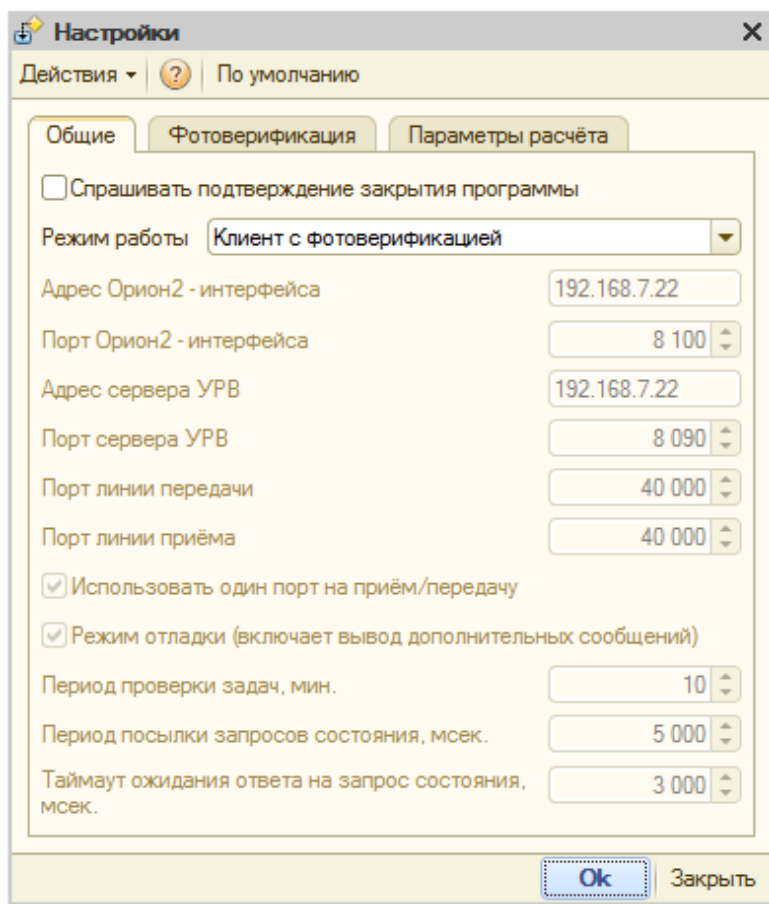 Настройки
Действия ? По умолчанию
Общие Фотоверификация Параметры расчёта
Спрашивать подтверждение закрытия программы
Режим работы Клиент с фотоверификацией
Адрес Орион2 - интерфейса 192.168.7.22
Порт Орион2 - интерфейса 8 100
Адрес сервера УРВ 192.168.7.22
Порт сервера УРВ 8 090
Порт линии передачи 40 000
Порт линии приёма 40 000
Использовать один порт на приём/передачу
Режим отладки (включает вывод дополнительных сообщений)
Период проверки задач, мин. 10
Период посылки запросов состояния, мсек. 5 000
Таймаут ожидания ответа на запрос состояния, 3 000
мсек.
Ok Закрыть